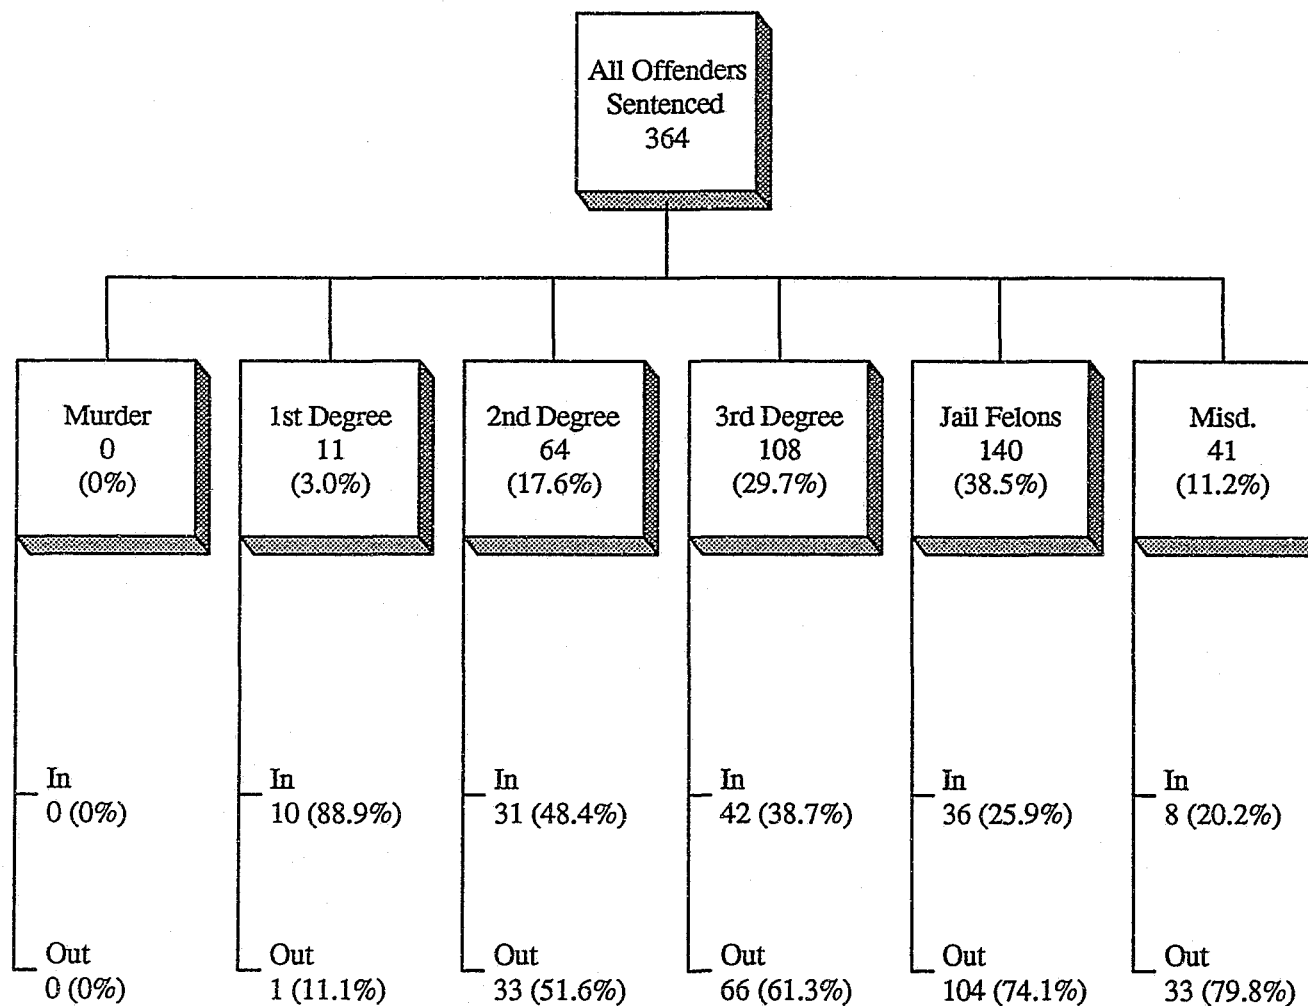 All Offenders
Sentenced
364
Murder
0
(0%)
1st Degree
11
(3.0%)
2nd Degree
64
(17.6%)
3rd Degree
108
(29.7%)
Jail Felons
140
(38.5%)
Misd.
41
(11.2%)
In
0 (0%)
In
10 (88.9%)
In
31 (48.4%)
In
42 (38.7%)
In
36 (25.9%)
In
8 (20.2%)
Out
0 (0%)
Out
1 (11.1%)
Out
33 (51.6%)
Out
66 (61.3%)
Out
104 (74.1%)
Out
33 (79.8%)